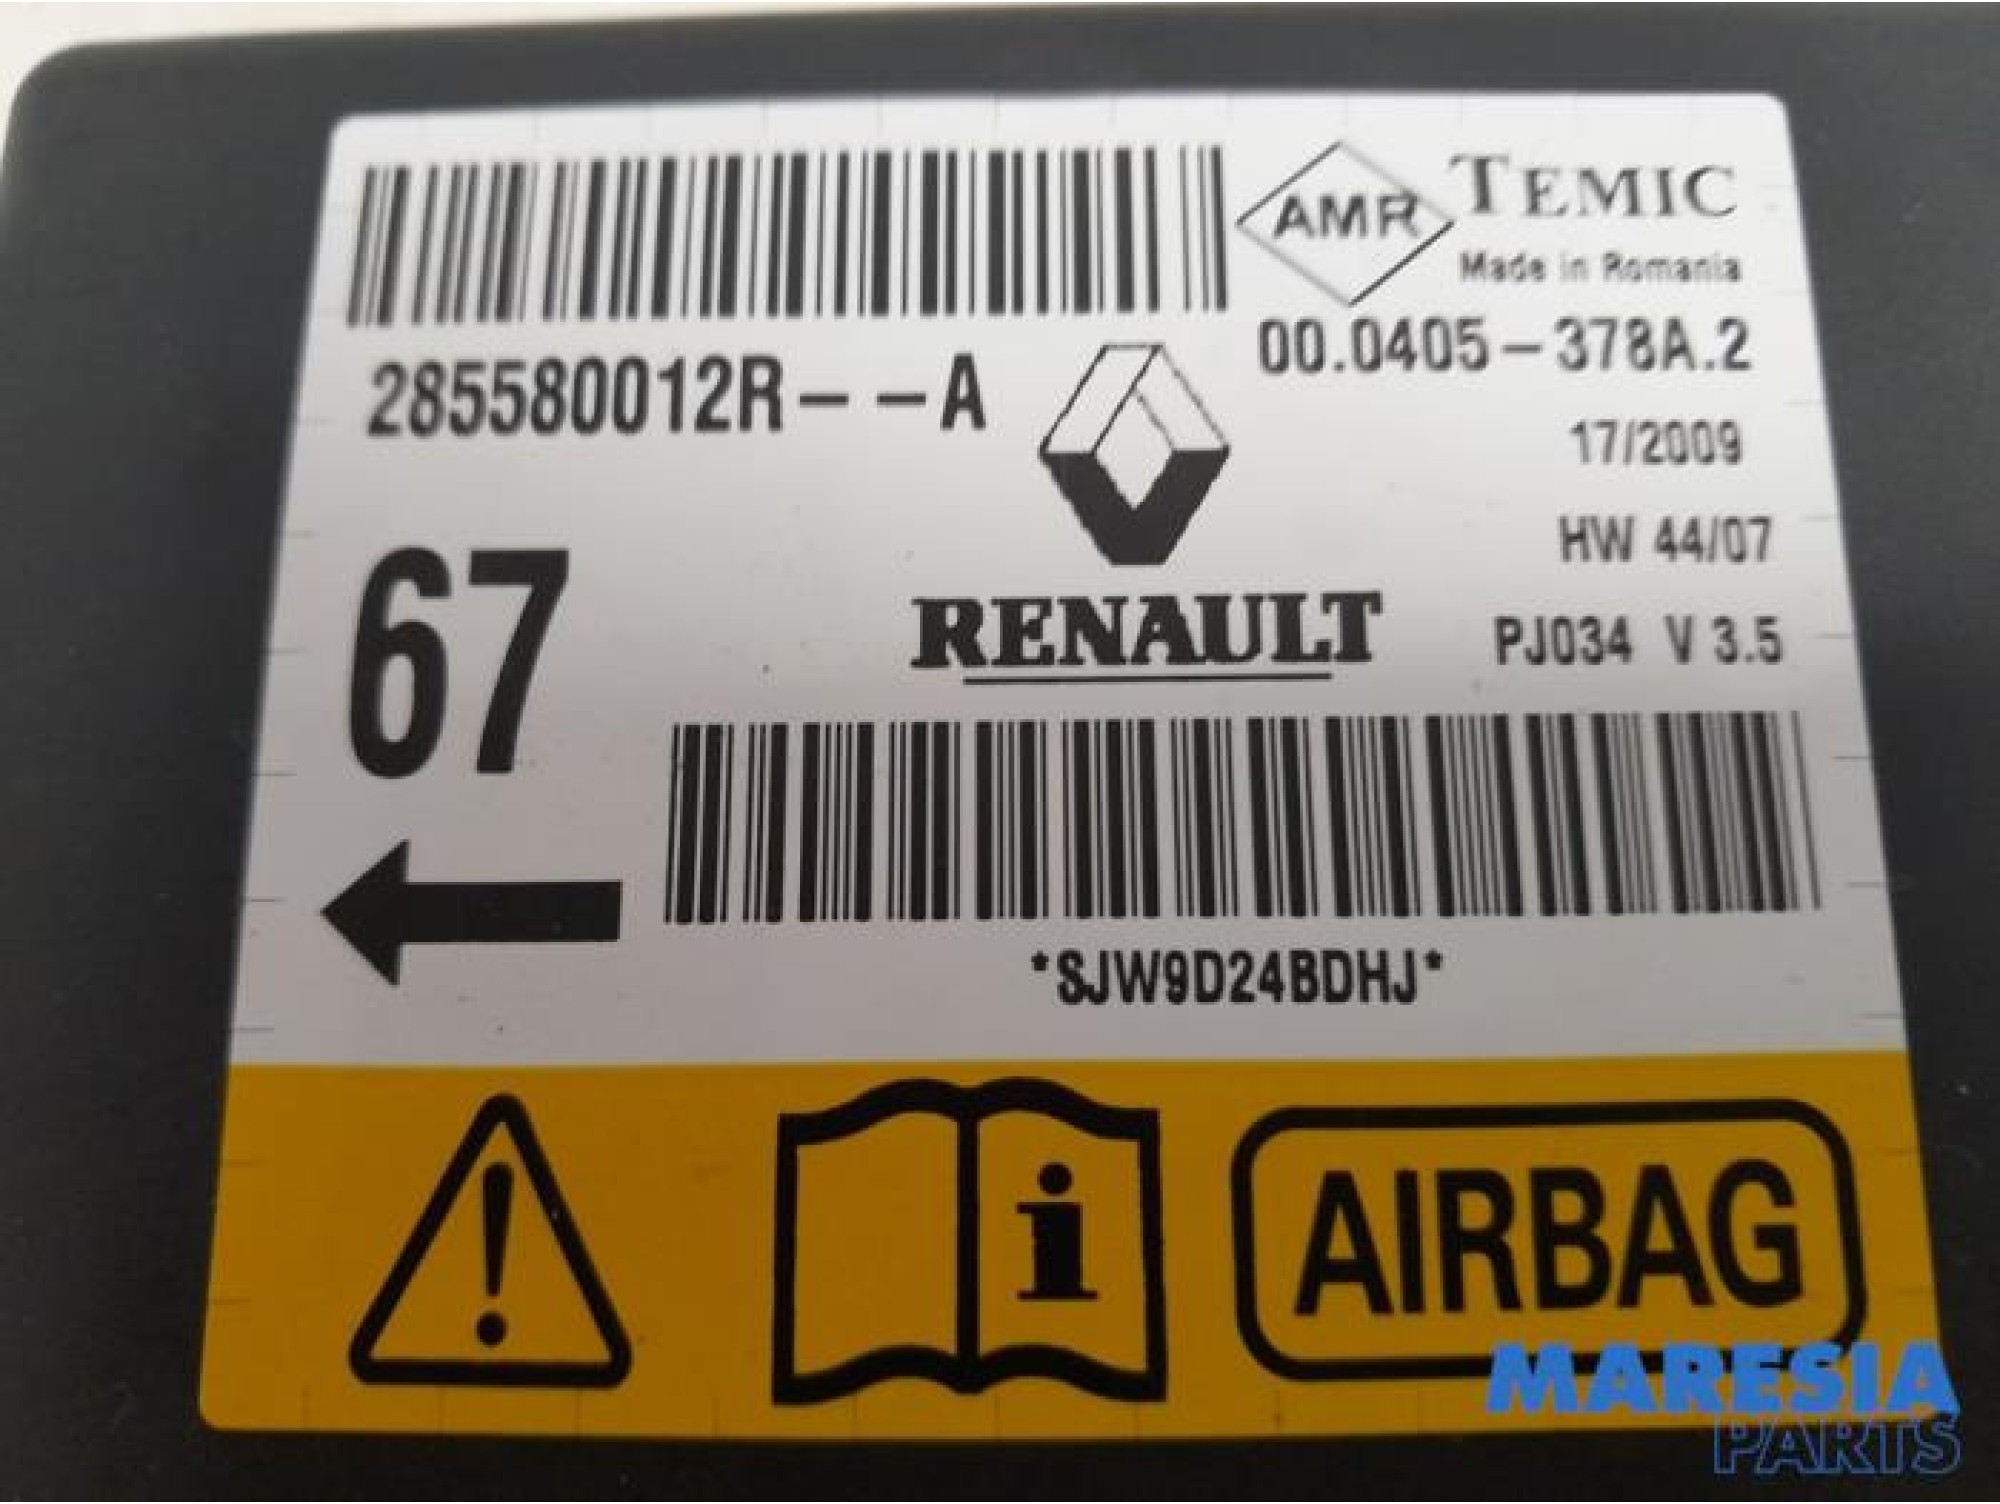 AMR TEMIC
Made in Romania
285580012R--A
00.0405-378A.2
17/2009
HW 44/07
67
RENAULT
PJ034 V 3.5
*SJW9D24BDHJ*
i
AIRBAG
MARESIA
PARTS